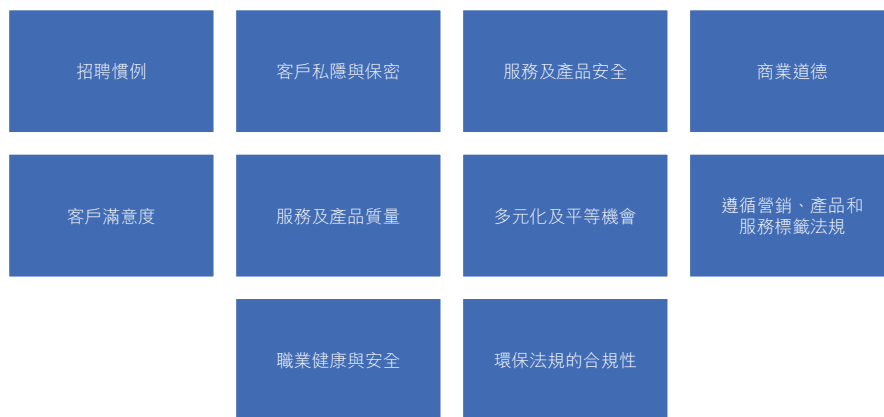 招聘慣例
客戶私隱與保密
服務及產品安全
商業道德
客戶滿意度
服務及產品質量
多元化及平等機會
遵循營銷、產品和
服務標籤法規
職業健康與安全
環保法規的合規性